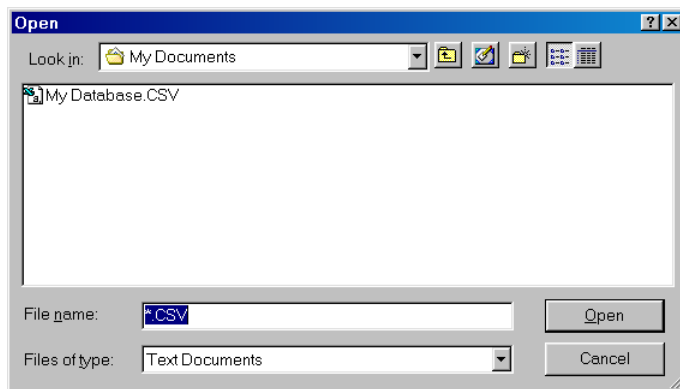 Open
Look in: My Documents
My Database.CSV
File name: *.CSV Open
Files of type: Text Documents Cancel